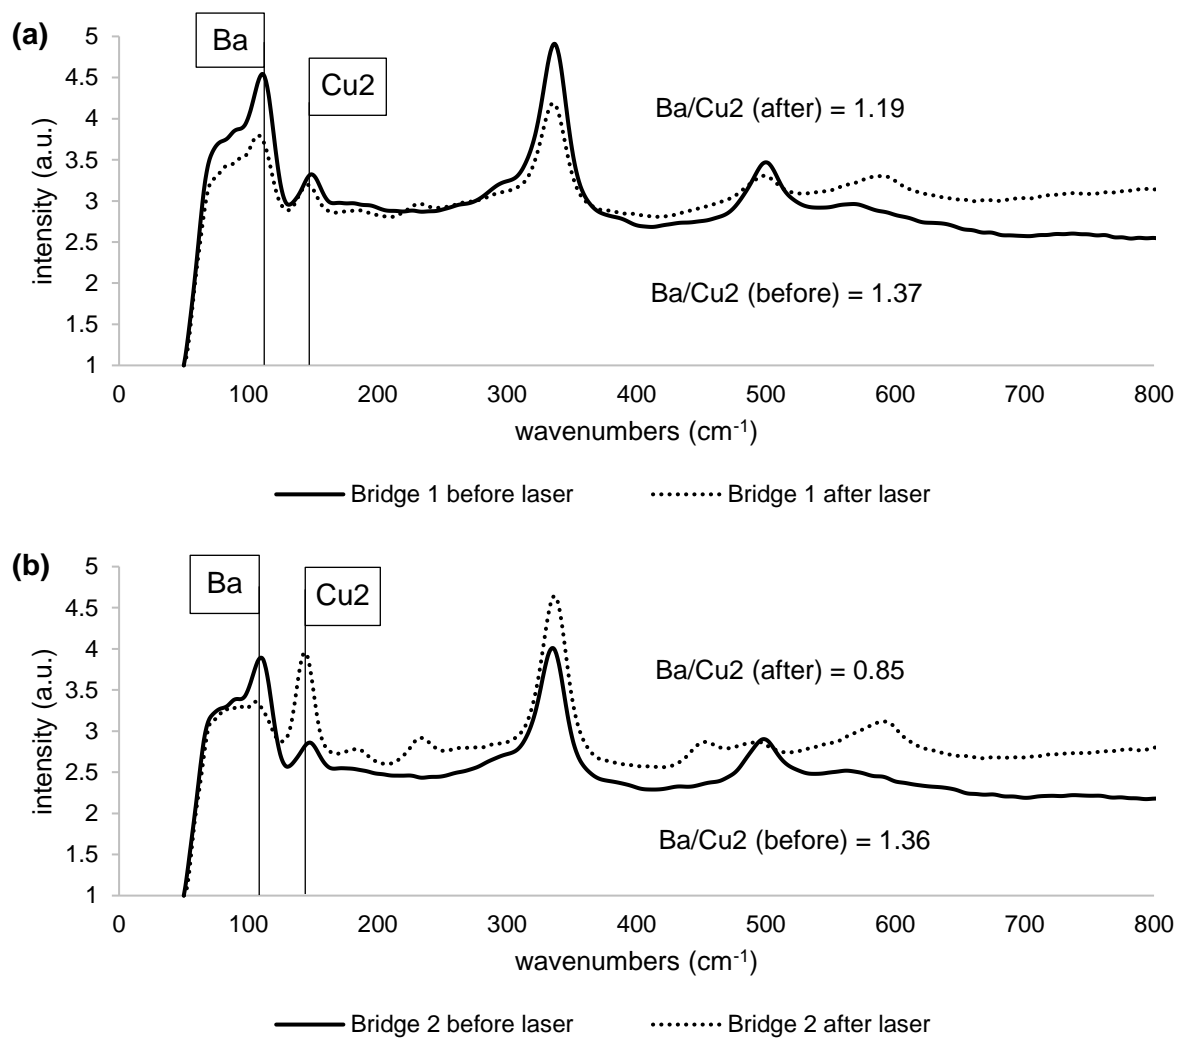 (a)
Ba
Cu2
5
4.5
4
3.5
3
2.5
2
1.5
1
intensity (a.u.)
Ba/Cu2 (after) = 1.19
Ba/Cu2 (before) = 1.37
0 100 200 300 400 500 600 700 800
wavenumbers (cm-1)
Bridge 1 before laser Bridge 1 after laser
(b)
Ba
Cu2
5
4.5
4
3.5
3
2.5
2
1.5
1
intensity (a.u.)
Ba/Cu2 (after) = 0.85
Ba/Cu2 (before) = 1.36
0 100 200 300 400 500 600 700 800
wavenumbers (cm-1)
Bridge 2 before laser Bridge 2 after laser